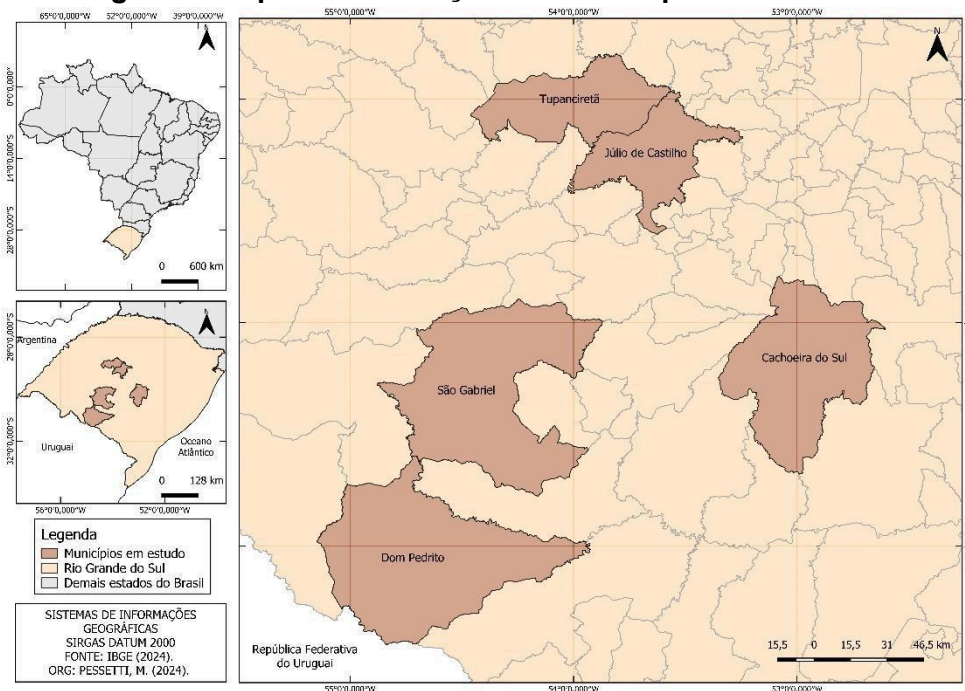 65°0'0,000"W 52°0'0,000"W 39°0'0,000"W
N
0°0'0,000"
14°0'0,000"S
28°0'0,000"S
0 600 km
28°0'0,000"S
32°0'0,000"S
Argentina
Uruguai
Oceano
Atlântico
0 128 km
56°0'0,000"W 52°0'0,000"W
Legenda
Municípios em estudo
Rio Grande do Sul
Demais estados do Brasil
SISTEMAS DE INFORMAÇÕES
GEOGRÁFICAS
SIRGAS DATUM 2000
FONTE: IBGE (2024).
ORG: PESSETTI, M. (2024).
55°0'0,000"W 54°0'0,000"W 53°0'0,000"W
N
Tupanciretã
Júlio de Castilho
São Gabriel
Cachoeira do Sul
Dom Pedrito
República Federativa
do Uruguai
15,5 0 15,5 31 46,5 km
55°0'0,000"W 54°0'0,000"W 53°0'0,000"W